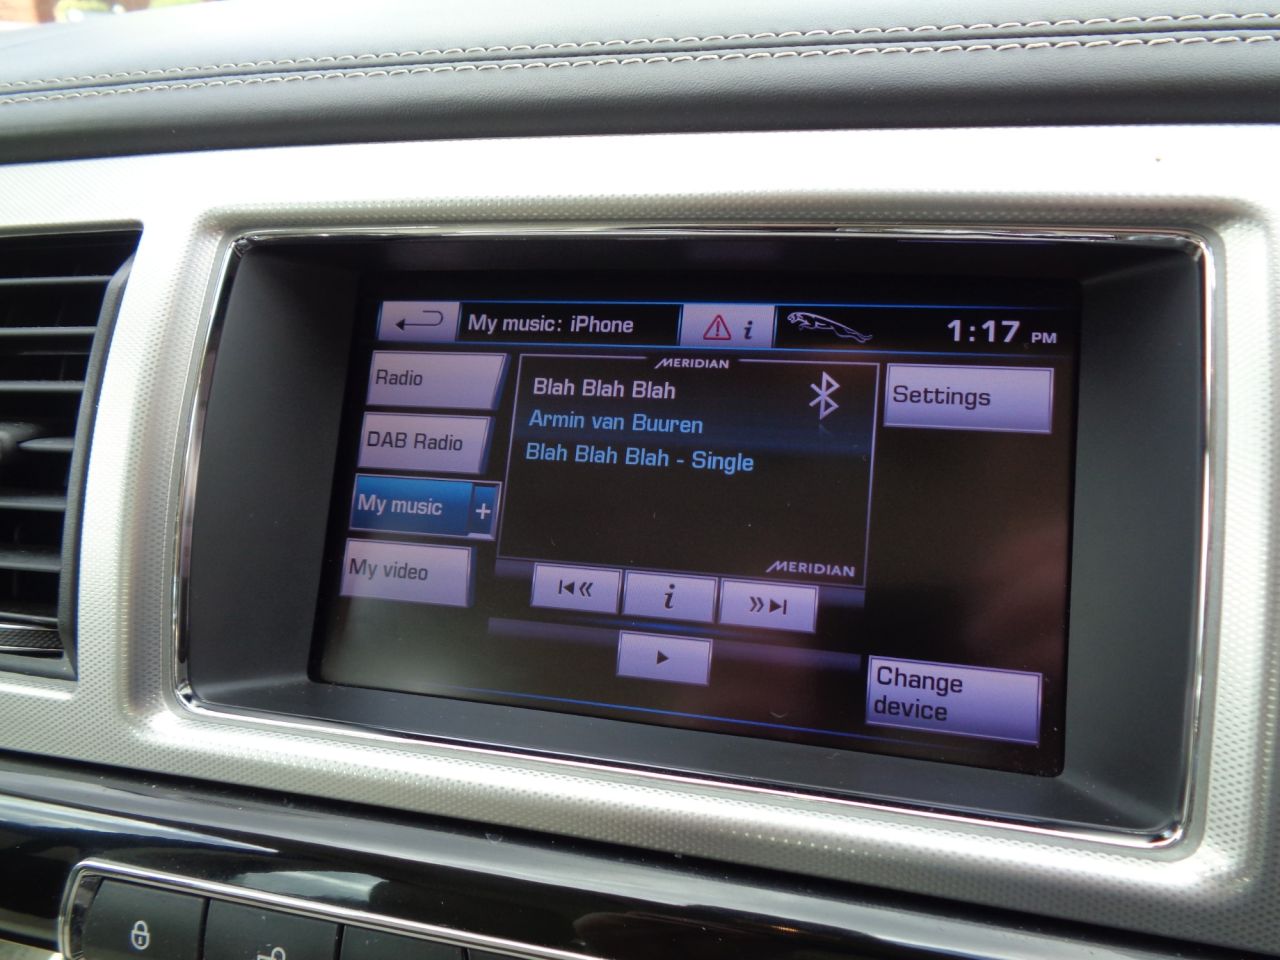 My music: iPhone
i
1:17 PM
Radio
MERIDIAN
Blah Blah Blah
Settings
DAB Radio
Armin van Buuren
Blah Blah Blah - Single
My music +
My video
MERIDIAN
i
Change
device